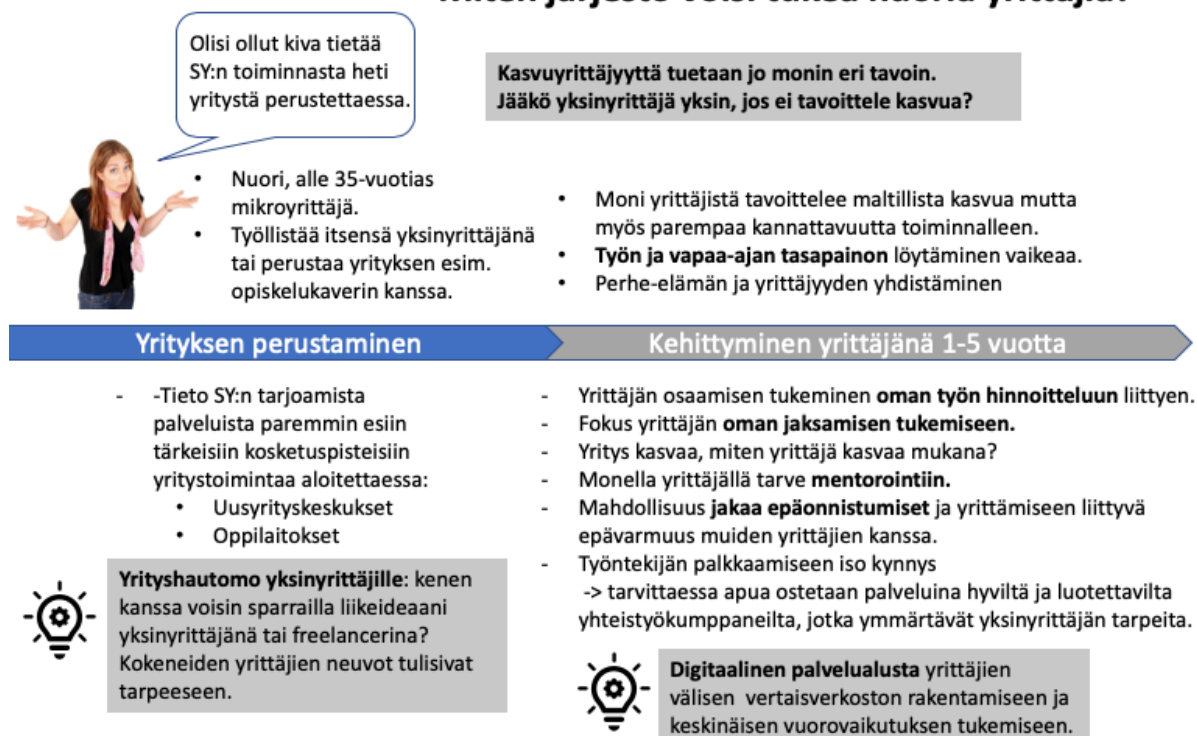 Miten järjestö voisi tukea nuoria yrittäjiä?
Olisi ollut kiva tietää
SY:n toiminnasta heti
yritystä perustettaessa.
Kasvuyrittäjyyttä tuetaan jo monin eri tavoin.
Jääkö yksinyrittäjä yksin, jos ei tavoittele kasvua?
• Nuori, alle 35-vuotias
mikroyrittäjä.
• Työllistää itsensä yksinyrittäjänä
tai perustaa yrityksen esim.
opiskelukaverin kanssa.
• Moni yrittäjistä tavoittelee maltillista kasvua mutta
myös parempaa kannattavuutta toiminnalleen.
• Työn ja vapaa-ajan tasapainon löytäminen vaikeaa.
• Perhe-elämän ja yrittäjyyden yhdistäminen
Yrityksen perustaminen
Kehittyminen yrittäjänä 1-5 vuotta
- -Tieto SY:n tarjoamista
palveluista paremmin esiin
tärkeisiin kosketuspisteisiin
yritystoimintaa aloitettaessa:
• Uusyrityskeskukset
• Oppilaitokset
Yrityshautomo yksinyrittäjille: kenen
kanssa voisin sparrailla liikeideaani
yksinyrittäjänä tai freelancerina?
Kokeneiden yrittäjien neuvot tulisivat
tarpeeseen.
- Yrittäjän osaamisen tukeminen oman työn hinnoitteluun liittyen.
- Fokus yrittäjän oman jaksamisen tukemiseen.
- Yritys kasvaa, miten yrittäjä kasvaa mukana?
- Monella yrittäjällä tarve mentorointiin.
- Mahdollisuus jakaa epäonnistumiset ja yrittämiseen liittyvä
epävarmuus muiden yrittäjien kanssa.
- Työntekijän palkkaamiseen iso kynnys
-> tarvittaessa apua ostetaan palveluina hyviltä ja luotettavilta
yhteistyökumppaneilta, jotka ymmärtävät yksinyrittäjän tarpeita.
Digitaalinen palvelualusta yrittäjien
välisen vertaisverkoston rakentamiseen ja
keskinäisen vuorovaikutuksen tukemiseen.